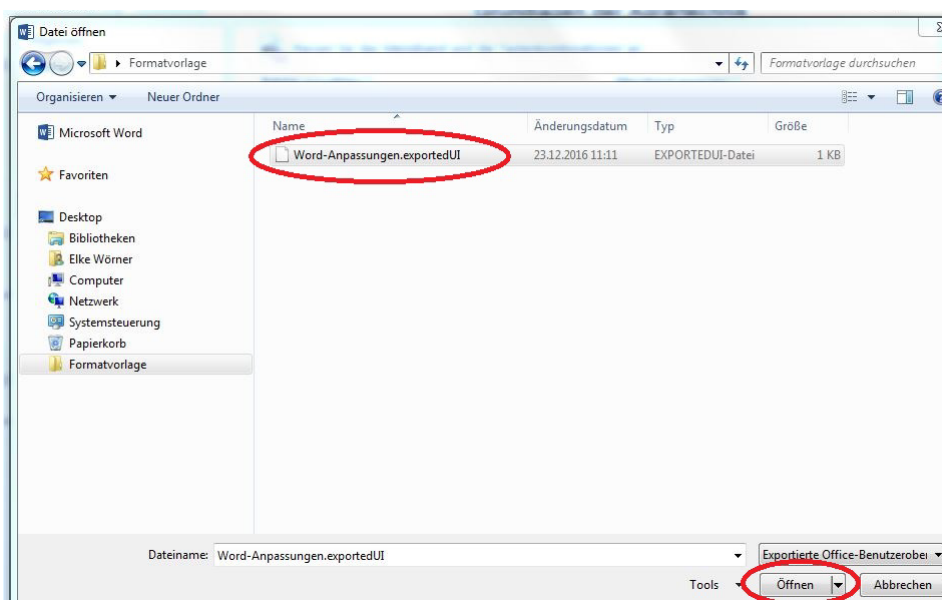 Datei öffnen
Formatvorlage
Formatvorlage durchsuchen
Organisieren
Neuer Ordner
Name Änderungsdatum Typ Größe
Word-Anpassungen.exportedUI 23.12.2016 11:11 EXPORTEDUI-Datei 1 KB
Microsoft Word
Favoriten
Desktop
Bibliotheken
Elke Wörner
Computer
Netzwerk
Systemsteuerung
Papierkorb
Formatvorlage
Dateiname: Word-Anpassungen.exportedUI Exportierte Office-Benutzerober
Tools Öffnen Abbrechen